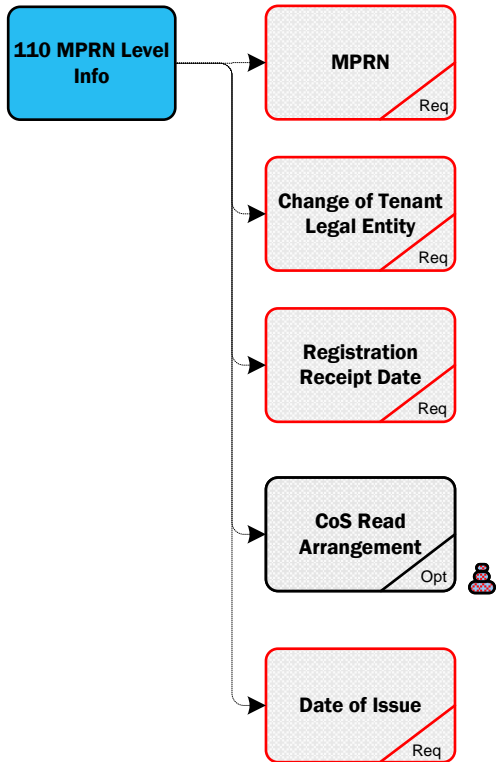 110 MPRN Level
Info
MPRN
Req
Change of Tenant
Legal Entity
Req
Registration
Receipt Date
Req
CoS Read
Arrangement
Opt
Date of Issue
Req